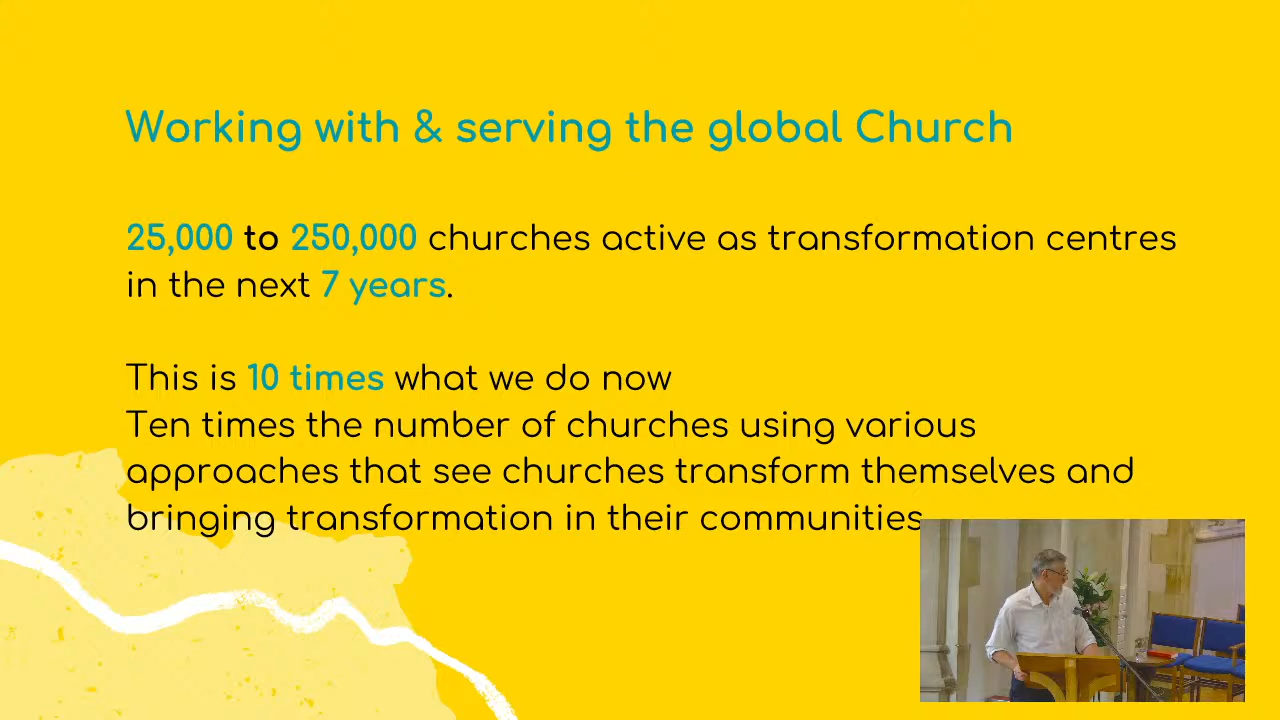 Working with & serving the global Church
25,000 to 250,000 churches active as transformation centres
in the next 7 years.
This is 10 times what we do now
Ten times the number of churches using various
approaches that see churches transform themselves and
bringing transformation in their communities